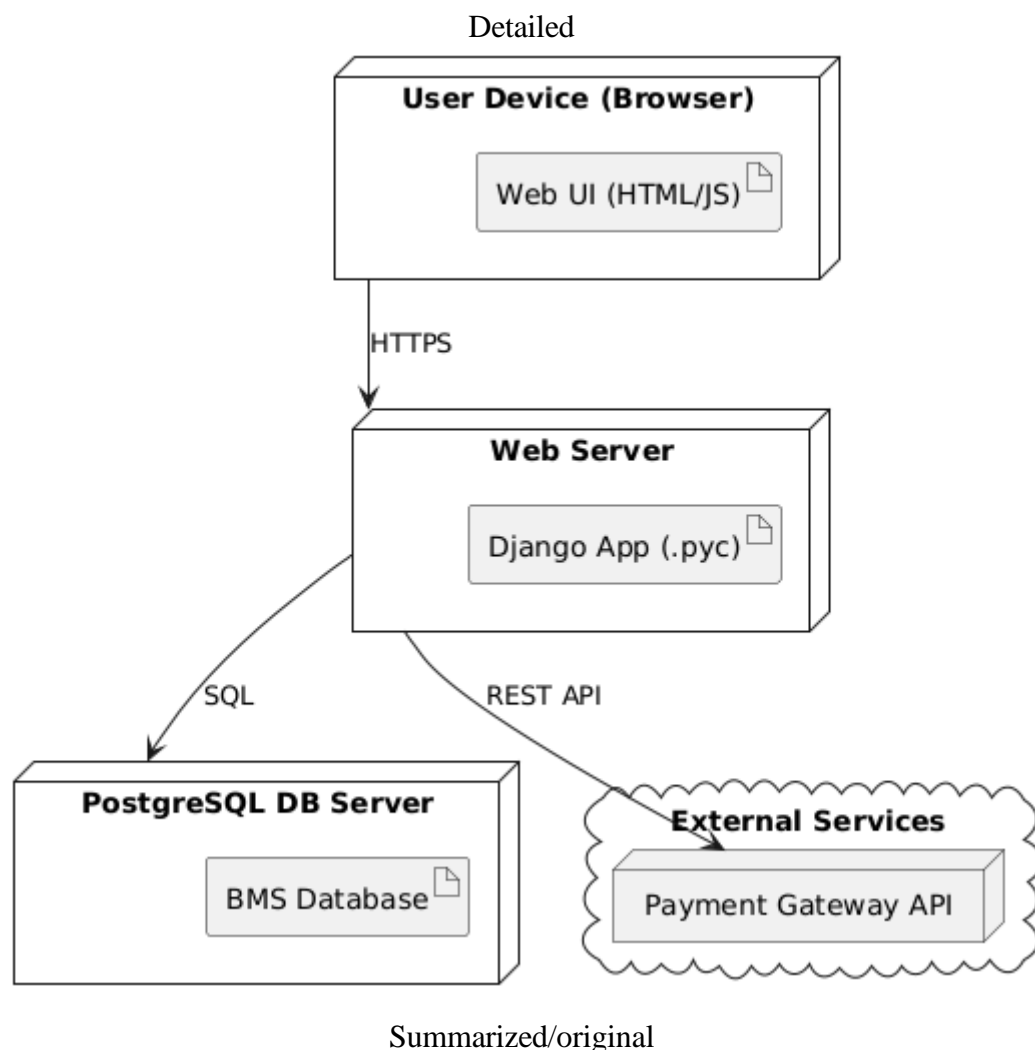 Detailed
User Device (Browser)
Web UI (HTML/JS)
HTTPS
Web Server
Django App (.pyc)
SQL
REST API
PostgreSQL DB Server
BMS Database
External Services
Payment Gateway API
Summarized/original